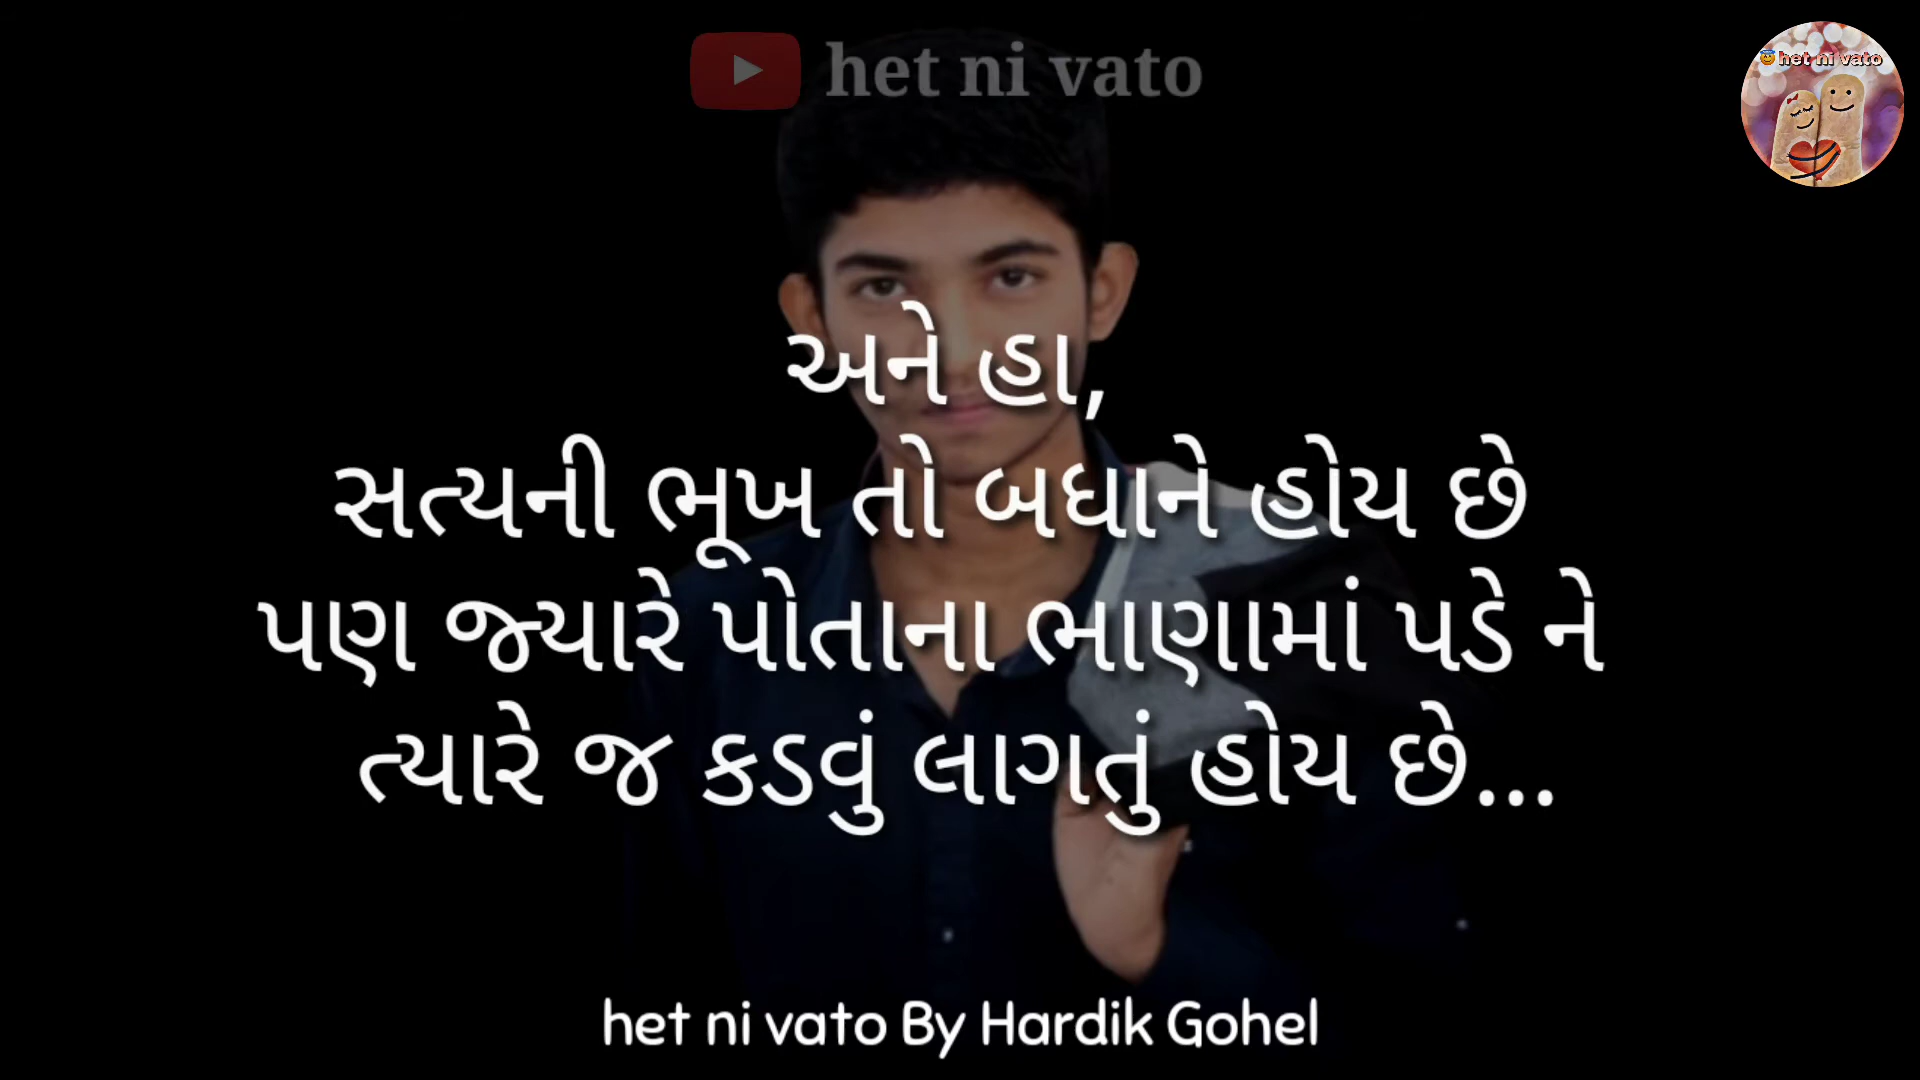 het ni vato
het ni vato
અને હા,
સત્યની ભૂખ તો બધાને હોય છે
પણ જ્યારે પોતાના ભાણામાં પડે ને
ત્યારે જ કડવું લાગતું હોય છે...
het ni vato By Hardik Gohel